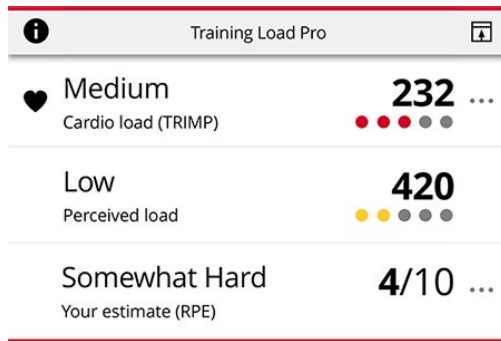 i
Training Load Pro
Medium
232
...
Cardio load (TRIMP)
Low
420
Perceived load
Somewhat Hard
4/10
...
Your estimate (RPE)